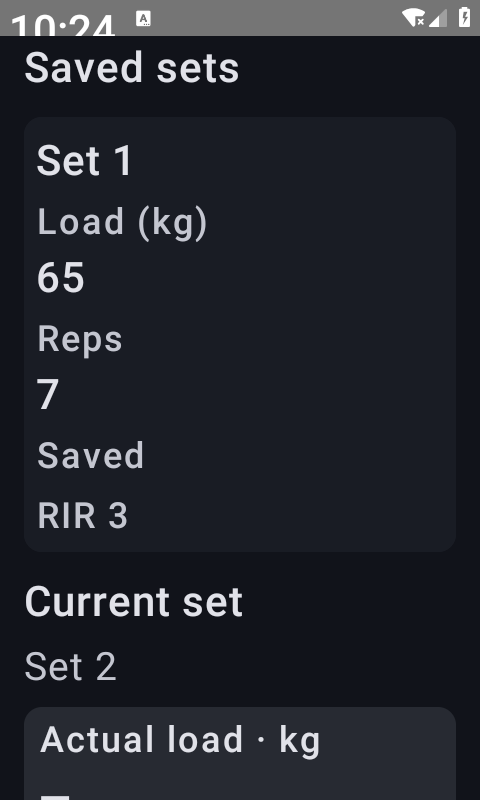 10:24
Saved sets
Set 1
Load (kg)
65
Reps
7
Saved
RIR 3
Current set
Set 2
Actual load · kg